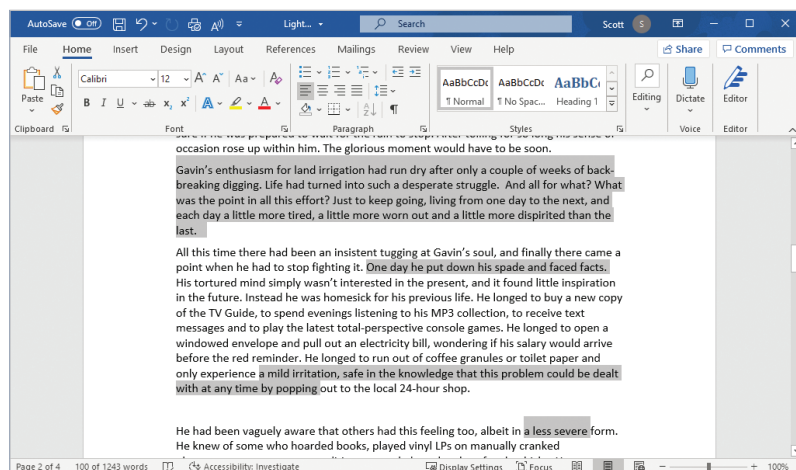 AutoSave Off Light... Search Scott S
File Home Insert Design Layout References Mailings Review View Help Share Comments
Calibri 12 A A Aa A AaBbCcDc AaBbCcDc AaBbC
Paste B I U ab x, x² A A ¶ Normal ¶ No Spac... Heading 1 Editing Dictate Editor
Clipboard Font Paragraph Styles Voice Editor
occasion rose up within him. The glorious moment would have to be soon.
Gavin's enthusiasm for land irrigation had run dry after only a couple of weeks of back-
breaking digging. Life had turned into such a desperate struggle.  And all for what? What
was the point in all this effort? Just to keep going, living from one day to the next, and
each day a little more tired, a little more worn out and a little more dispirited than the
last.
All this time there had been an insistent tugging at Gavin's soul, and finally there came a
point when he had to stop fighting it. One day he put down his spade and faced facts.
His tortured mind simply wasn't interested in the present, and it found little inspiration
in the future. Instead he was homesick for his previous life. He longed to buy a new copy
of the TV Guide, to spend evenings listening to his MP3 collection, to receive text
messages and to play the latest total-perspective console games. He longed to open a
windowed envelope and pull out an electricity bill, wondering if his salary would arrive
before the red reminder. He longed to run out of coffee granules or toilet paper and
only experience a mild irritation, safe in the knowledge that this problem could be dealt
with at any time by popping out to the local 24-hour shop.
He had been vaguely aware that others had this feeling too, albeit in a less severe form.
He knew of some who hoarded books, played vinyl LPs on manually cranked
Page 2 of 4 100 of 1243 words Accessibility: Investigate Display Settings Focus 100%